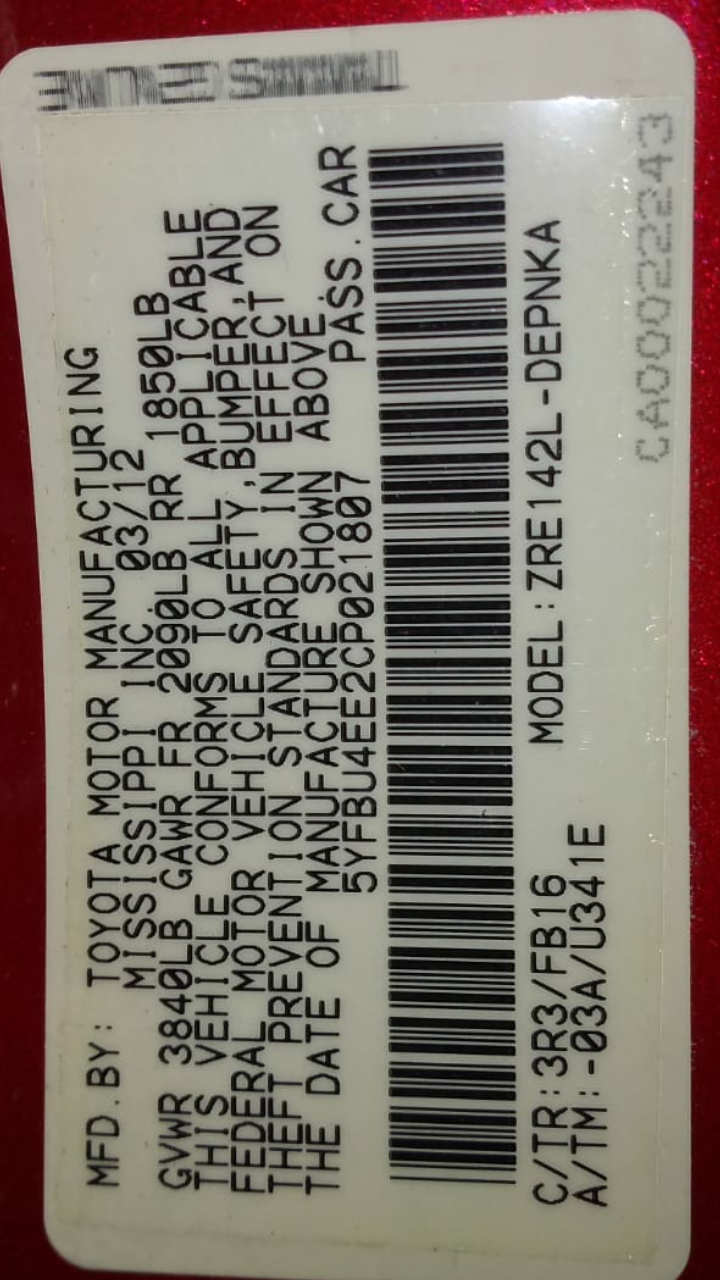 MFD.BY: TOYOTA MOTOR MANUFACTURING
MISSISSIPPI INC 03/12
GVWR 3840LB GAWR FR 2090LB RR 1850LB
THIS VEHICLE CONFORMS TO ALL APPLICABLE
FEDERAL MOTOR VEHICLE SAFETY,BUMPER,AND
THEFT PREVENTION STANDARDS IN EFFECT ON
THE DATE OF MANUFACTURE SHOWN ABOVE.
5YFBU4EE2CP021807 PASS.CAR
C/TR:3R3/FB16 MODEL:ZRE142L-DEPNKA
A/TM:-03A/U341E
CA00022243